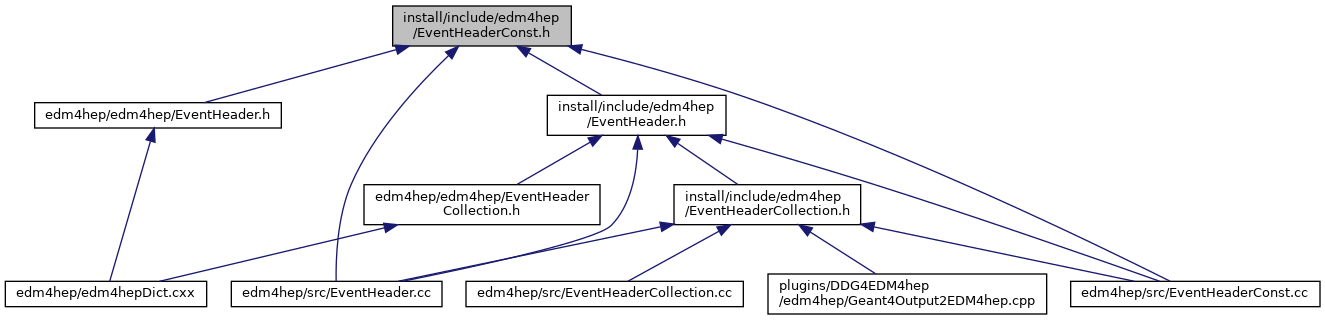 install/include/edm4hep
/EventHeaderConst.h
edm4hep/edm4hep/EventHeader.h
install/include/edm4hep
/EventHeader.h
edm4hep/edm4hep/EventHeader
Collection.h
install/include/edm4hep
/EventHeaderCollection.h
edm4hep/edm4hepDict.cxx
edm4hep/src/EventHeader.cc
edm4hep/src/EventHeaderCollection.cc
plugins/DDG4EDM4hep
/edm4hep/Geant4Output2EDM4hep.cpp
edm4hep/src/EventHeaderConst.cc